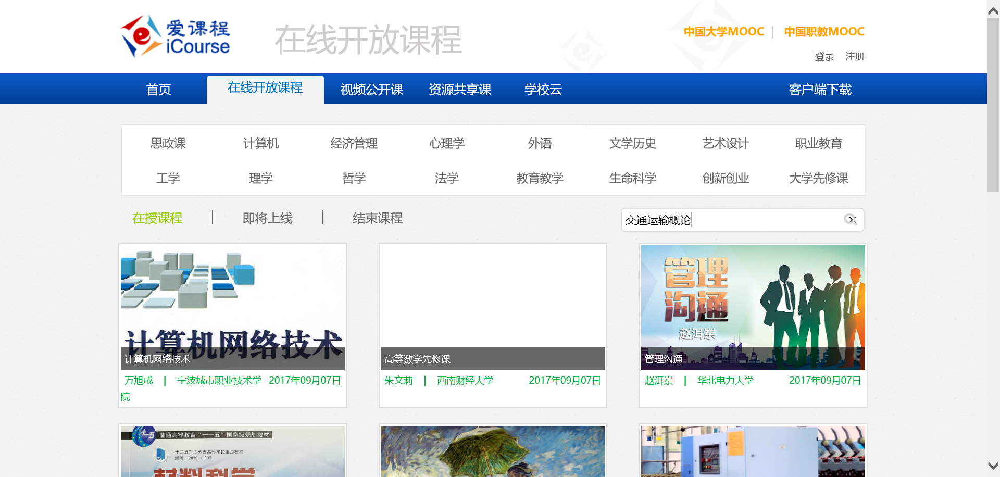 爱课程
iCourse
在线开放课程
中国大学MOOC | 中国职教MOOC
登录 注册
首页 在线开放课程 视频公开课 资源共享课 学校云 客户端下载
思政课 计算机 经济管理 心理学 外语 文学历史 艺术设计 职业教育
工学 理学 哲学 法学 教育教学 生命科学 创新创业 大学先修课
在授课程 | 即将上线 | 结束课程
交通运输概论
计算机网络技术
计算机网络技术
万旭成 | 宁波城市职业技术学院 2017年09月07日
高等数学先修课
朱文莉 | 西南财经大学 2017年09月07日
管理
沟通
赵洱岽
管理沟通
赵洱岽 | 华北电力大学 2017年09月07日
十一五
普通高等教育“十一五”国家级规划教材
“十二五”江苏省高等学校重点教材
编号：2015-1-038
材料科学